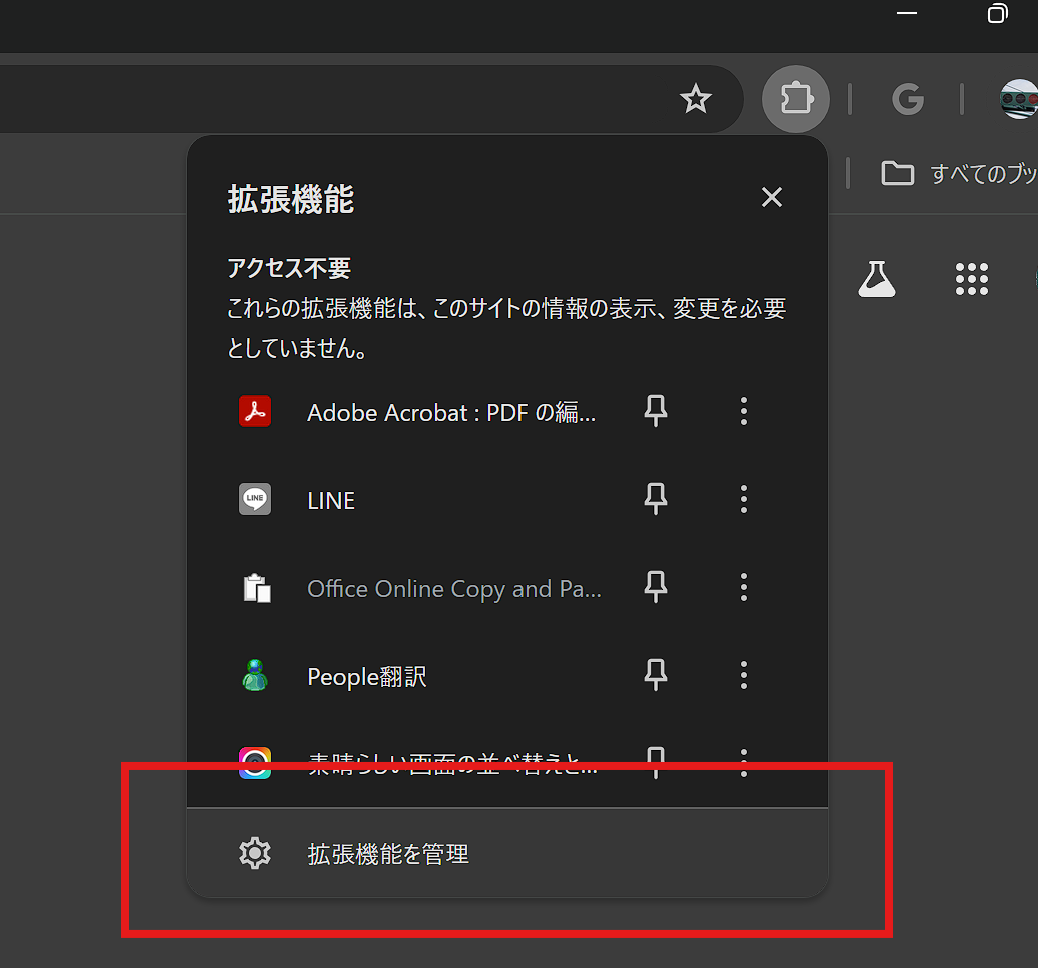 すべてのブッ
拡張機能
アクセス不要
これらの拡張機能は、このサイトの情報の表示、変更を必要
としていません。
Adobe Acrobat : PDF の編...
LINE
LINE
Office Online Copy and Pa...
People翻訳
素晴らしい画面の並べ替えと...
拡張機能を管理